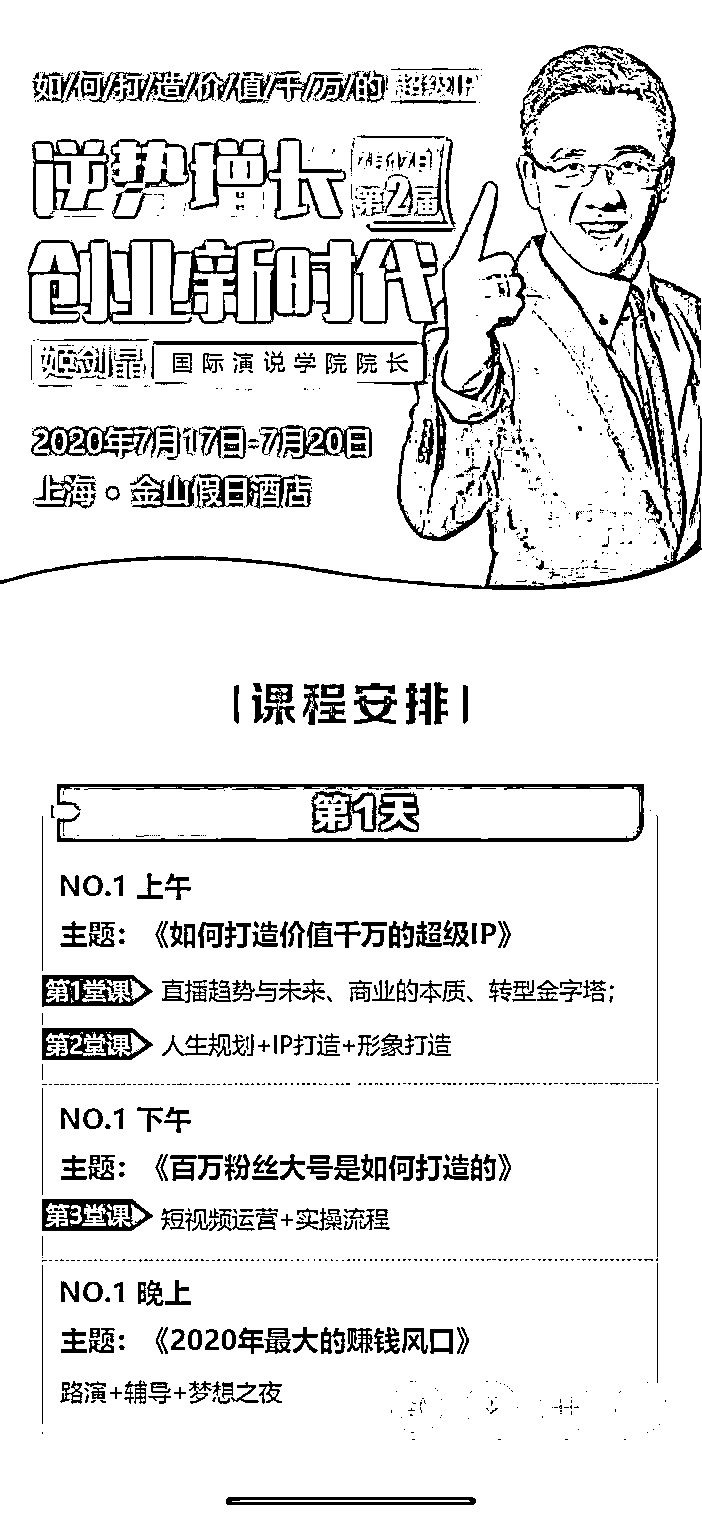 如/何/打/造/价/值/千/万/的 超级IP
逆势增长
7月17日
第2届
创业新时代
姬剑晶 国际演说学院院长
2020年7月17日-7月20日
上海。金山假日酒店
课程安排
第1天
NO.1 上午
主题：《如何打造价值千万的超级IP》
第1堂课 直播趋势与未来、商业的本质、转型金字塔；
第2堂课 人生规划+IP打造+形象打造
NO.1 下午
主题：《百万粉丝大号是如何打造的》
第3堂课 短视频运营+实操流程
NO.1 晚上
主题：《2020年最大的赚钱风口》
路演+辅导+梦想之夜